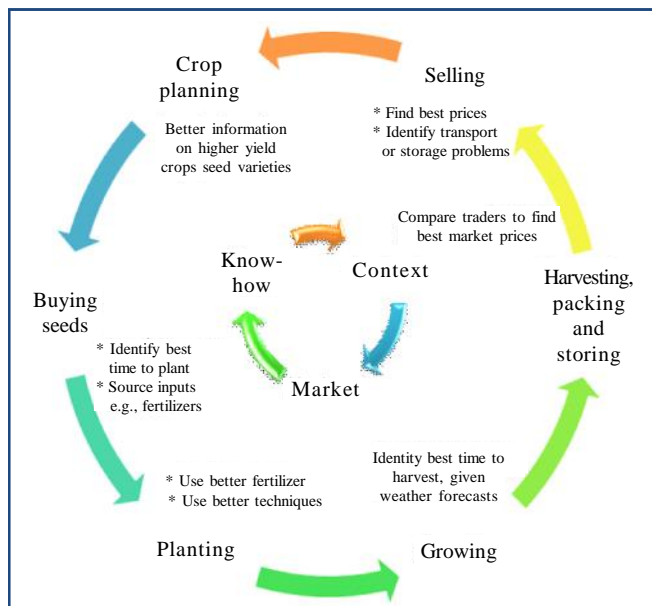 Crop
planning
Better information
on higher yield
crops seed varieties
Selling
* Find best prices
* Identify transport
or storage problems
Compare traders to find
best market prices
Know-
how
Context
Market
Buying
seeds
* Identify best
time to plant
* Source inputs
e.g., fertilizers
Harvesting,
packing
and
storing
Identity best time to
harvest, given
weather forecasts
* Use better fertilizer
* Use better techniques
Planting
Growing